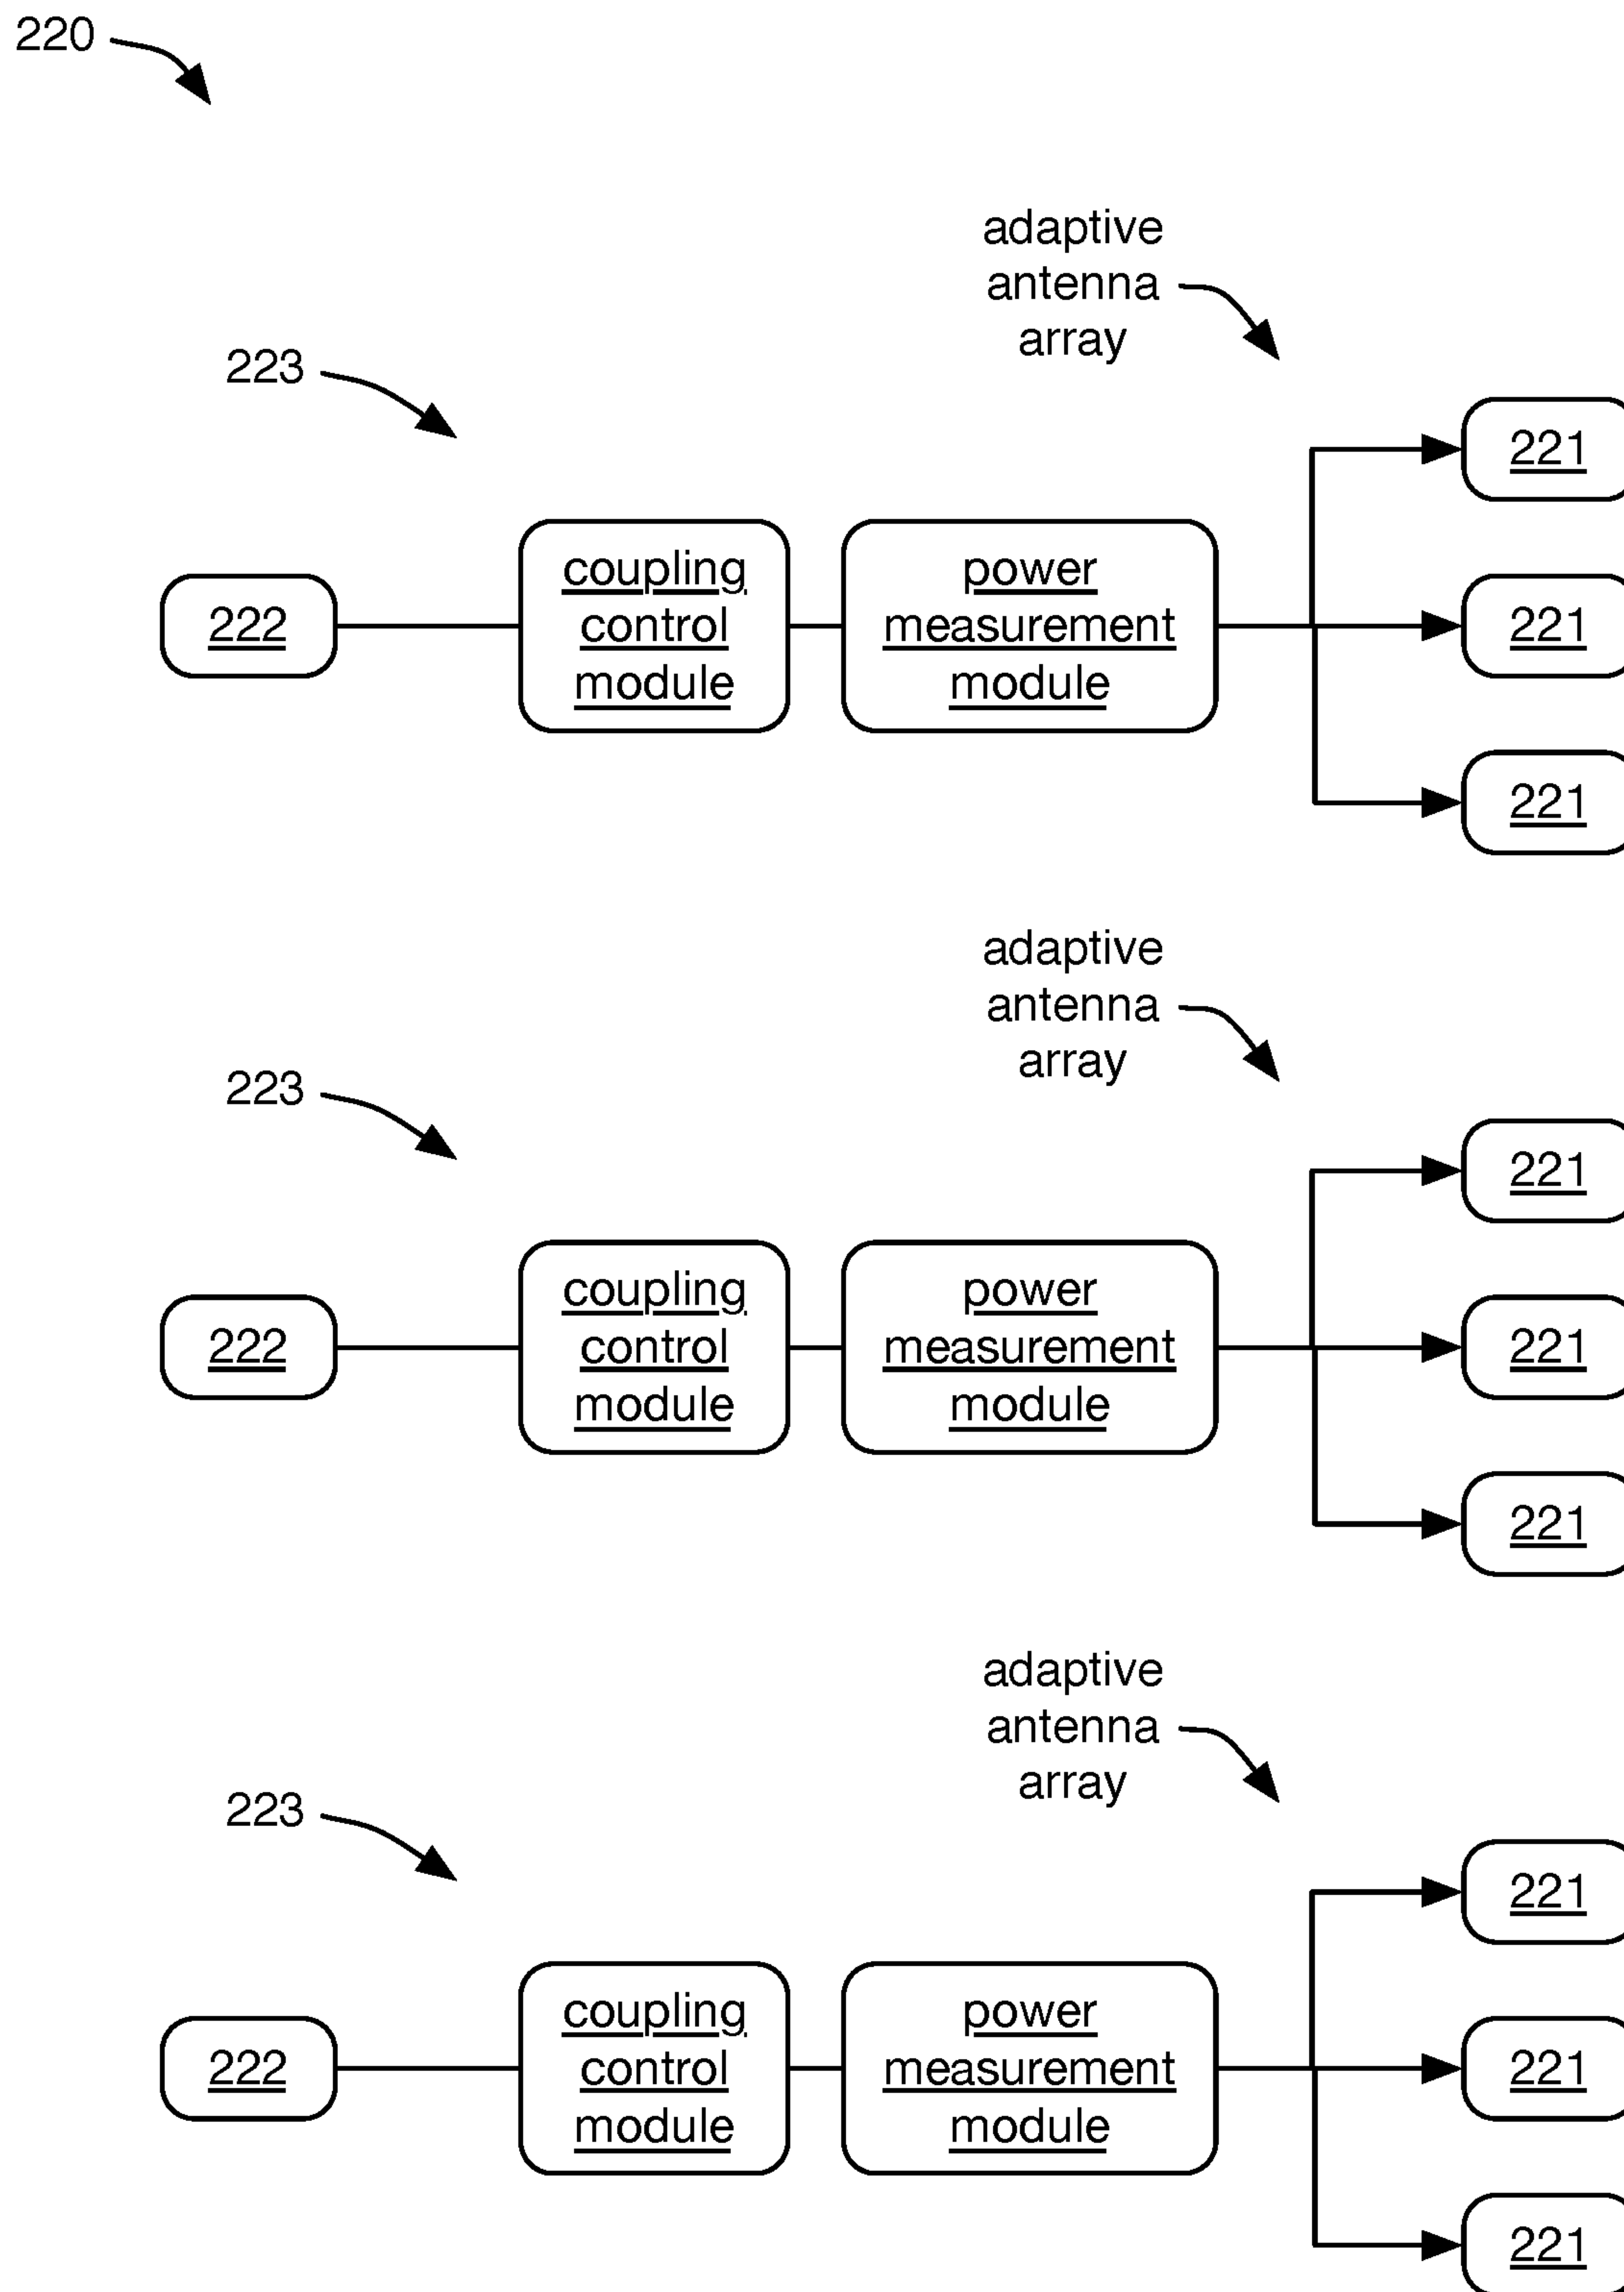 220
adaptive
antenna
array
223
221
222
coupling
control
module
power
measurement
module
221
221
adaptive
antenna
array
223
221
222
coupling
control
module
power
measurement
module
221
221
adaptive
antenna
array
223
221
222
coupling
control
module
power
measurement
module
221
221